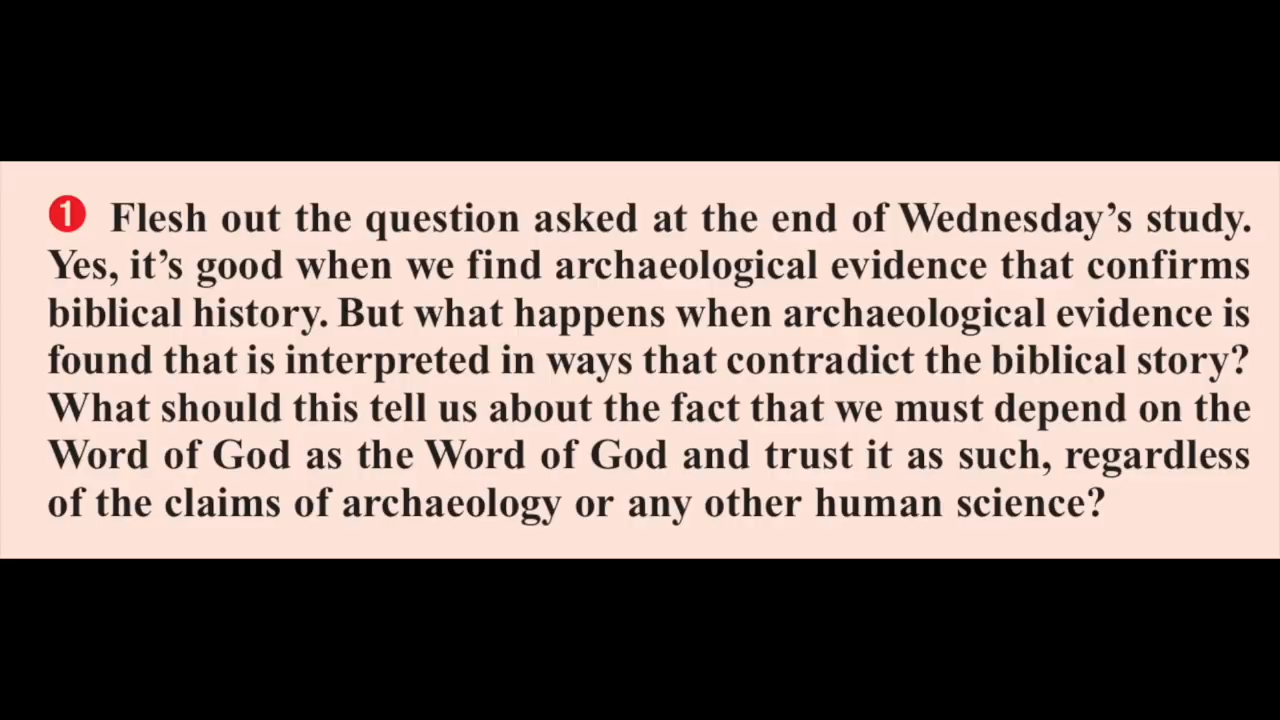 1 Flesh out the question asked at the end of Wednesday’s study.
Yes, it’s good when we find archaeological evidence that confirms
biblical history. But what happens when archaeological evidence is
found that is interpreted in ways that contradict the biblical story?
What should this tell us about the fact that we must depend on the
Word of God as the Word of God and trust it as such, regardless
of the claims of archaeology or any other human science?